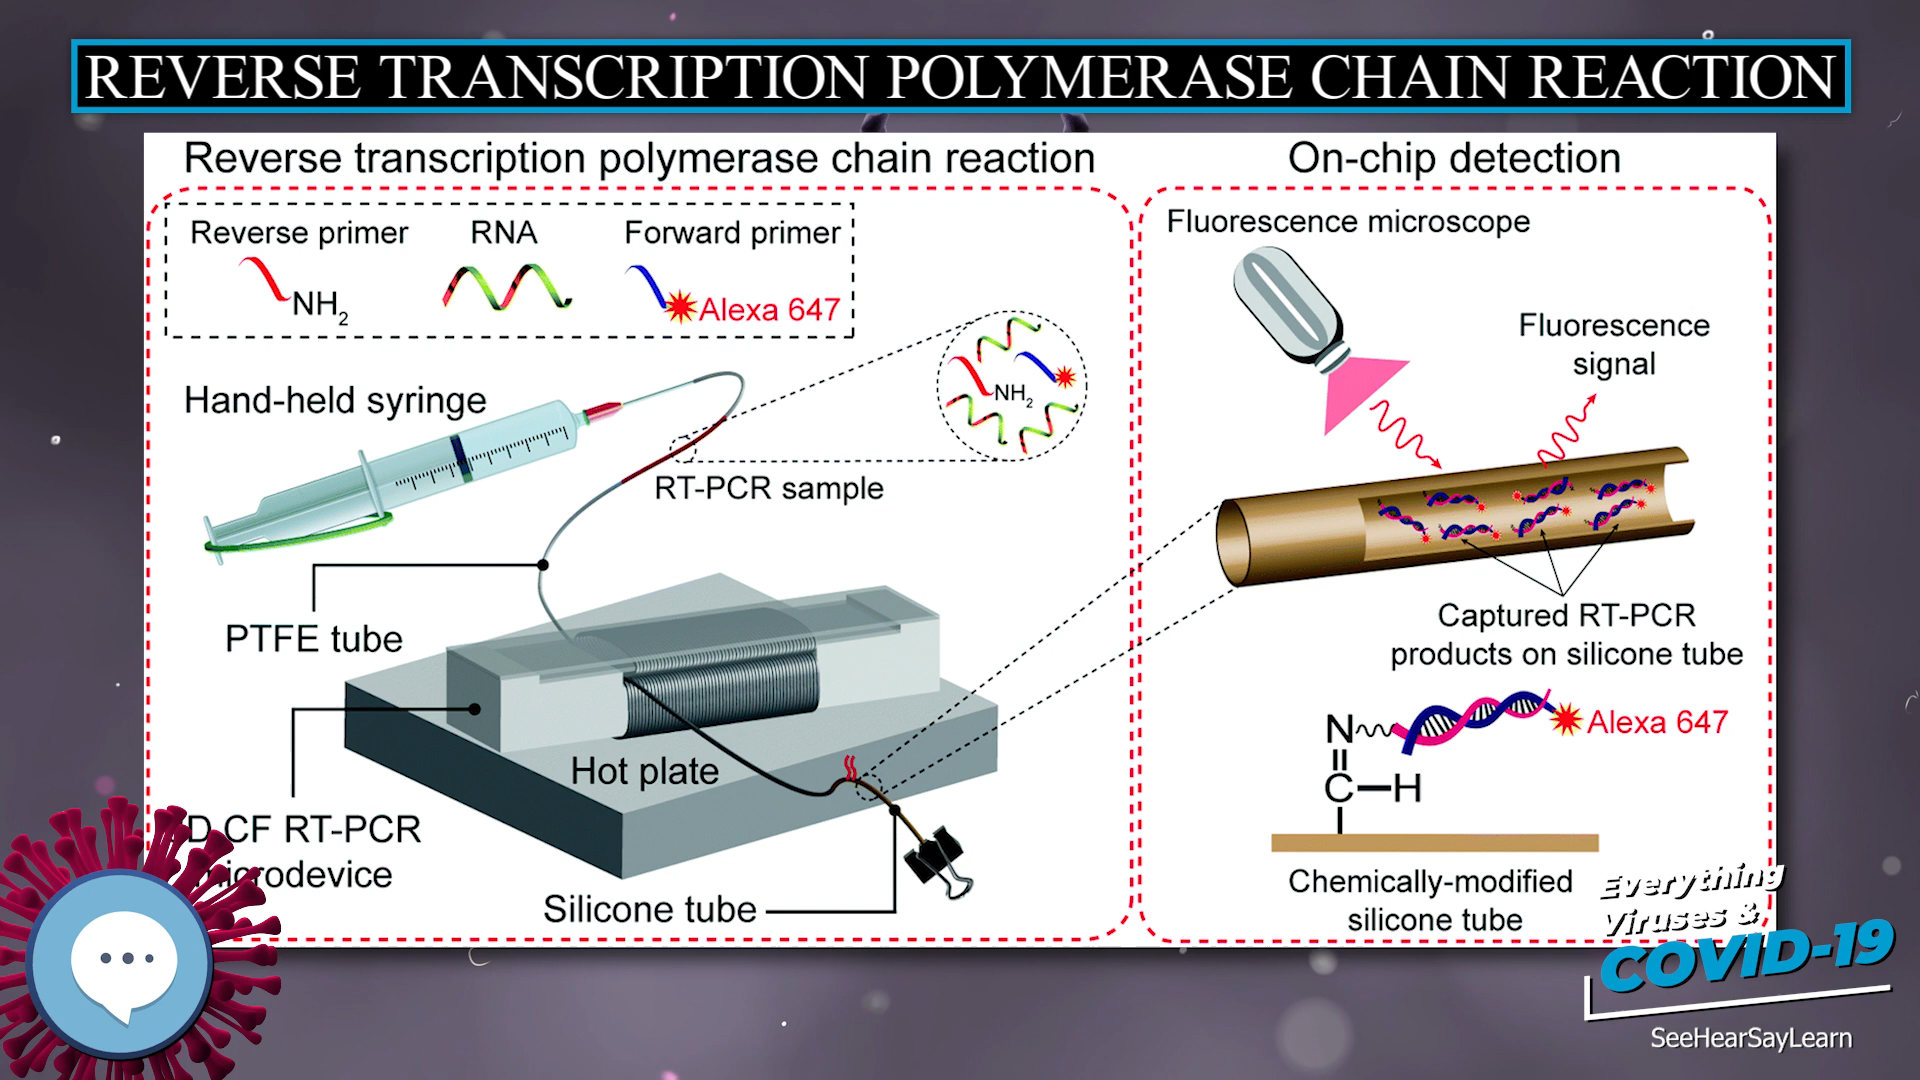 REVERSE TRANSCRIPTION POLYMERASE CHAIN REACTION
Reverse transcription polymerase chain reaction
Reverse primer
RNA
Forward primer
NH2
Alexa 647
Hand-held syringe
NH2
RT-PCR sample
PTFE tube
Hot plate
D CF RT-PCR
microdevice
Silicone tube
On-chip detection
Fluorescence microscope
Fluorescence
signal
Captured RT-PCR
products on silicone tube
N
Alexa 647
C—H
Chemically-modified
silicone tube
Everything
Viruses &
COVID-19
SeeHearSayLearn